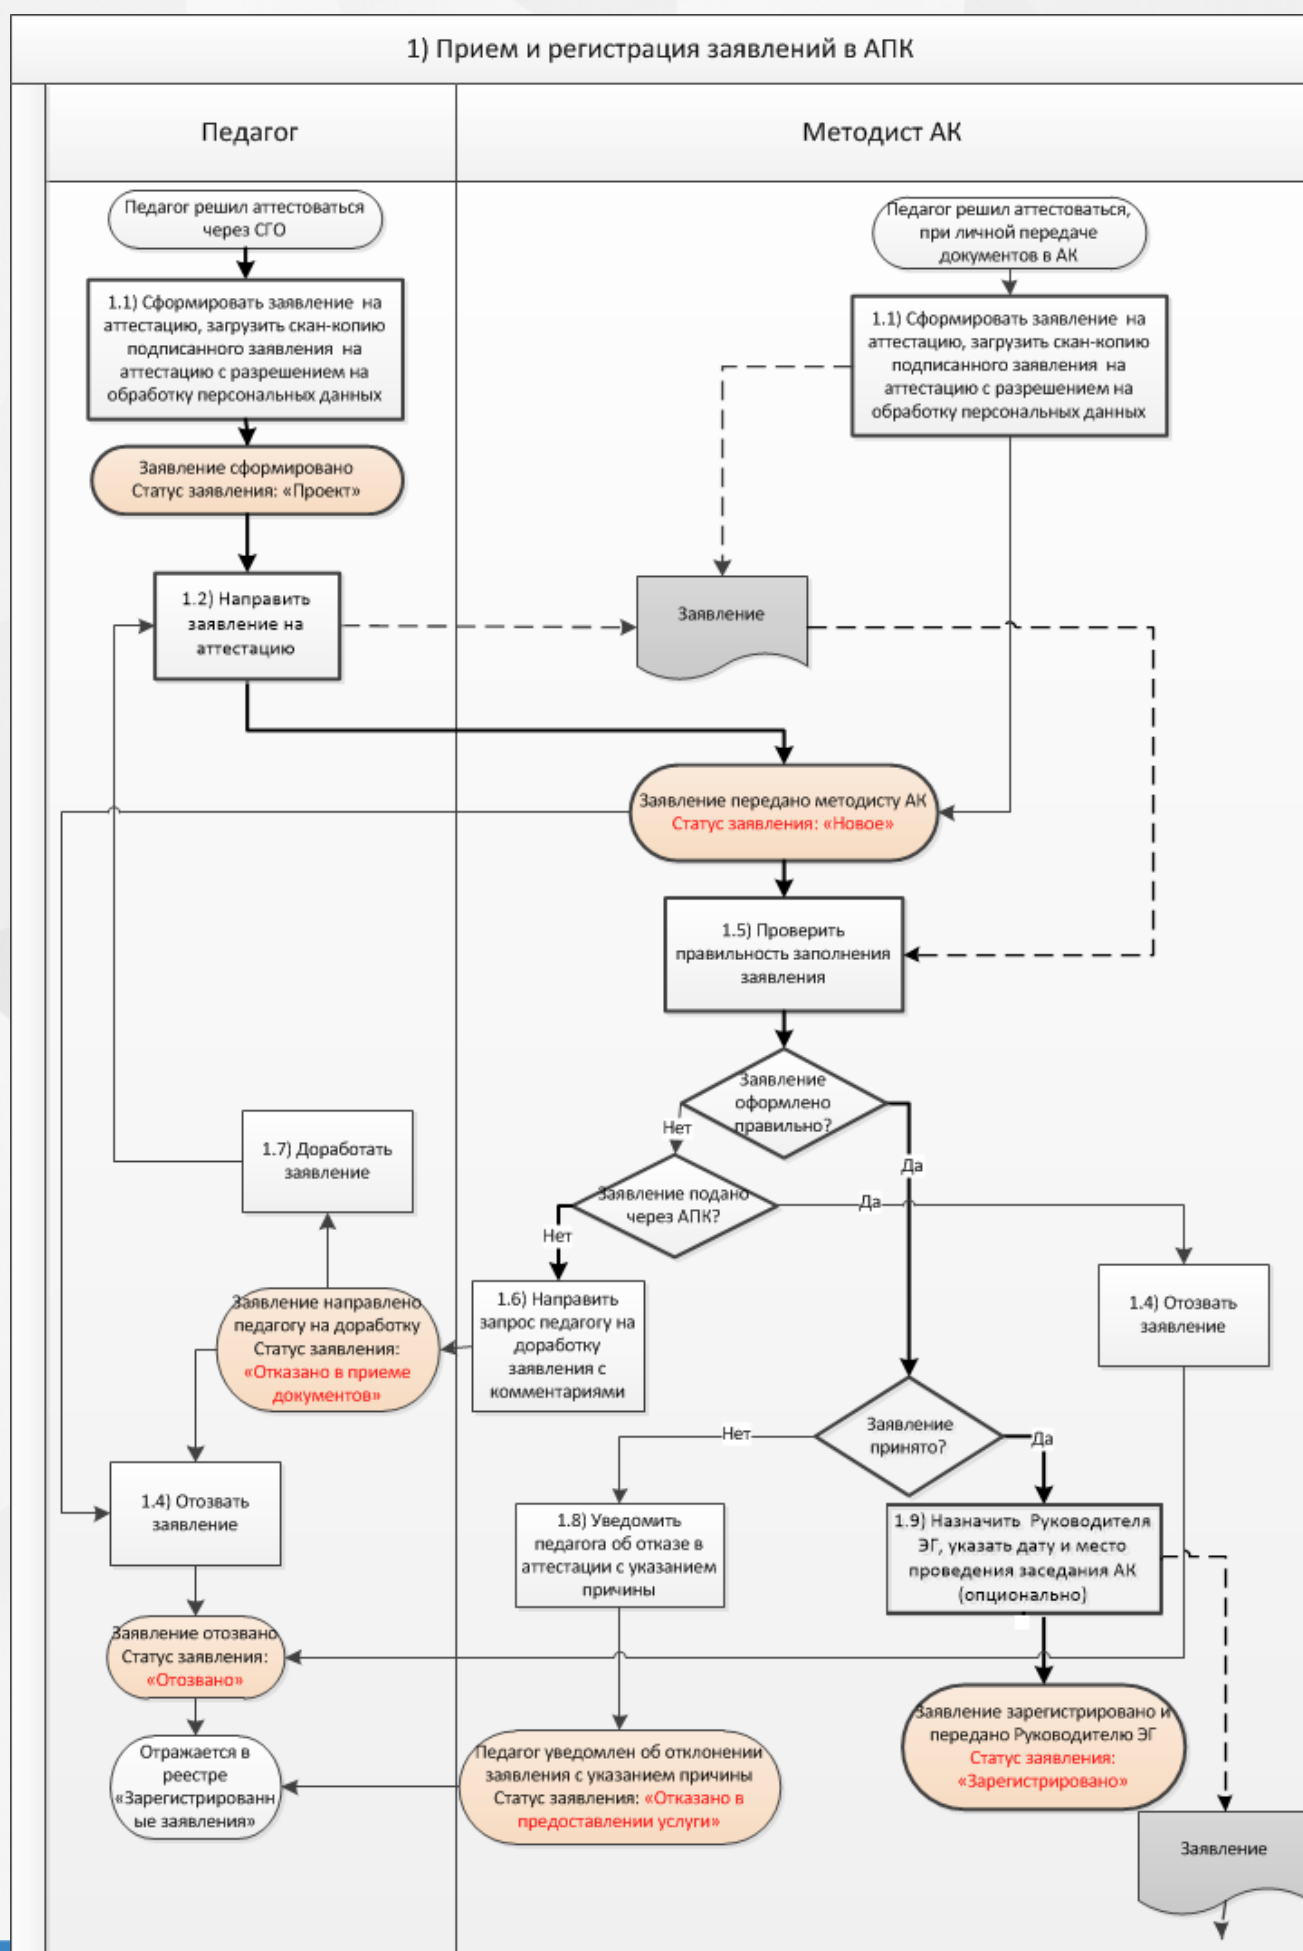 1) Прием и регистрация заявлений в АПК
Педагог
Методист АК
Педагог решил аттестоваться
через СГО
Педагог решил аттестоваться,
при личной передаче
документов в АК
1.1) Сформировать заявление на
аттестацию, загрузить скан-копию
подписанного заявления на
аттестацию с разрешением на
обработку персональных данных
1.1) Сформировать заявление на
аттестацию, загрузить скан-копию
подписанного заявления на
аттестацию с разрешением на
обработку персональных данных
Заявление сформировано
Статус заявления: «Проект»
1.2) Направить
заявление на
аттестацию
Заявление
Заявление передано методисту АК
Статус заявления: «Новое»
1.5) Проверить
правильность заполнения
заявления
Заявление
оформлено
правильно?
Нет
Да
1.7) Доработать
заявление
Заявление подано
через АПК?
Да
Нет
Заявление направлено
педагогу на доработку
Статус заявления:
«Отказано в приеме
документов»
1.6) Направить
запрос педагогу на
доработку
заявления с
комментариями
1.4) Отозвать
заявление
Заявление
принято?
Нет
Да
1.4) Отозвать
заявление
1.8) Уведомить
педагога об отказе в
аттестации с указанием
причины
1.9) Назначить Руководителя
ЭГ, указать дату и место
проведения заседания АК
(опционально)
Заявление отозвано
Статус заявления:
«Отозвано»
Заявление зарегистрировано и
передано Руководителю ЭГ
Статус заявления:
«Зарегистрировано»
Отражается в
реестре
«Зарегистрированн
ые заявления»
Педагог уведомлен об отклонении
заявления с указанием причины
Статус заявления: «Отказано в
предоставлении услуги»
Заявление